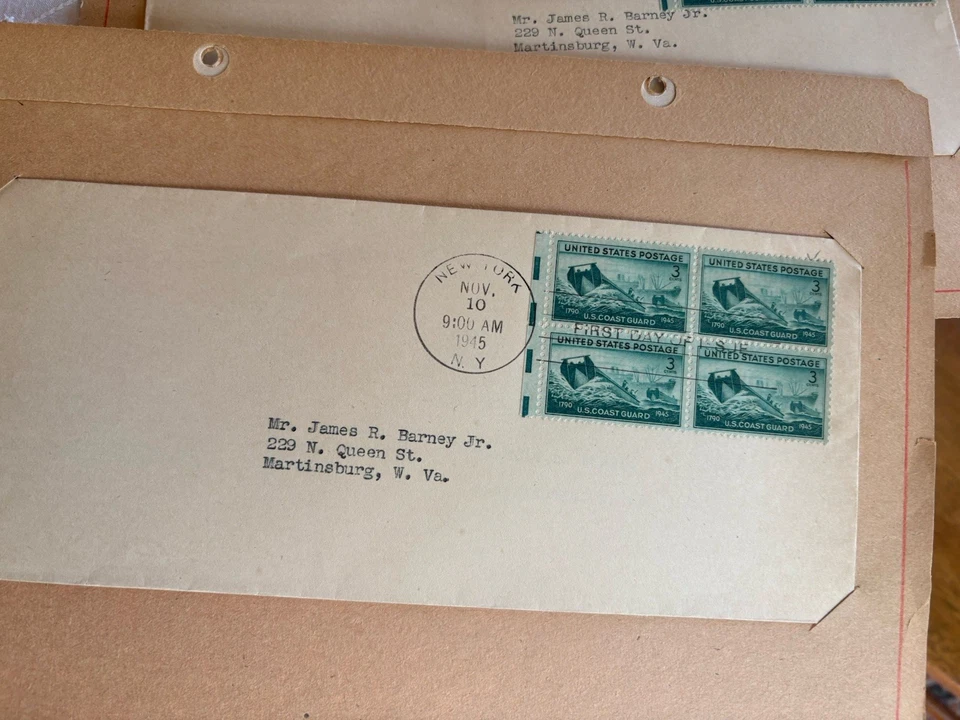 Mr. James R. Barney Jr.
229 N. Queen St.
Martinsburg, W. Va.
NEW YORK
NOV.
10
9:00 AM
1945
N. Y
UNITED STATES POSTAGE
3
1790 U.S. COAST GUARD 1945
UNITED STATES POSTAGE
3
1790 U.S. COAST GUARD 1945
FIRST DAY OF
UNITED STATES POSTAGE
3
1790 U.S. COAST GUARD 1945
UNITED STATES POSTAGE
3
1790 U.S. COAST GUARD 1945
Mr. James R. Barney Jr.
229 N. Queen St.
Martinsburg, W. Va.